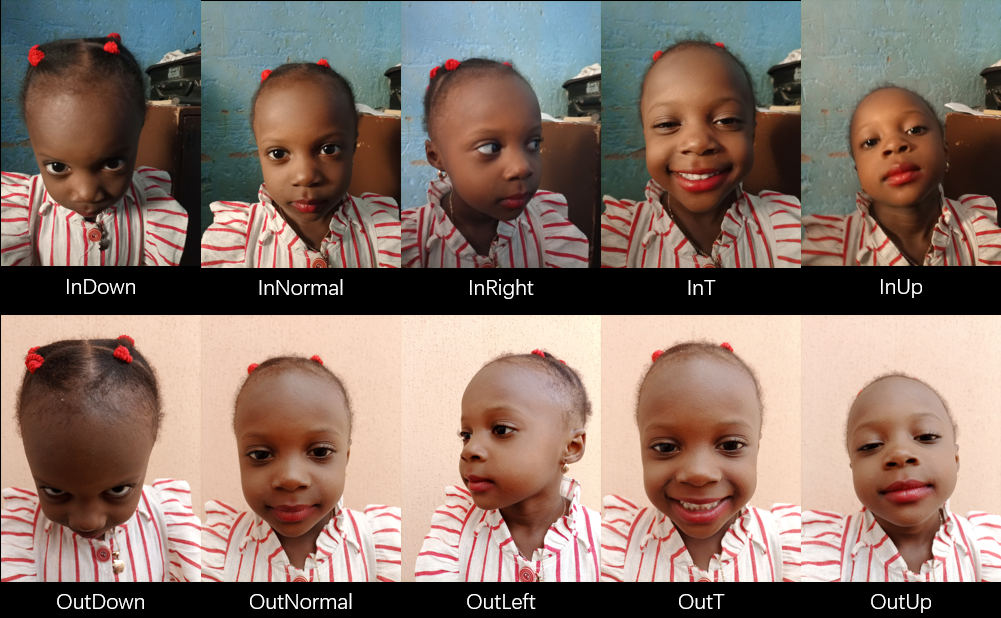 InDown
InNormal
InRight
InT
InUp
OutDown
OutNormal
OutLeft
OutT
OutUp